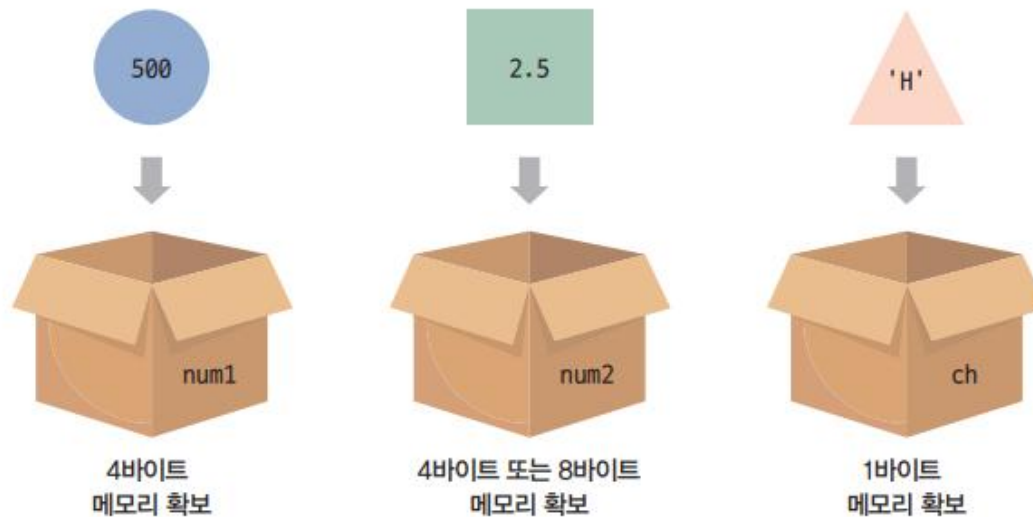 500
2.5
'H'
num1
num2
ch
4바이트
메모리 확보
4바이트 또는 8바이트
메모리 확보
1바이트
메모리 확보